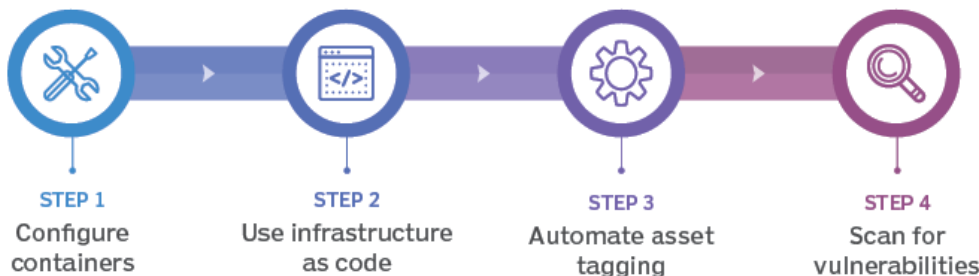 </>
STEP 1
Configure
containers
STEP 2
Use infrastructure
as code
STEP 3
Automate asset
tagging
STEP 4
Scan for
vulnerabilities